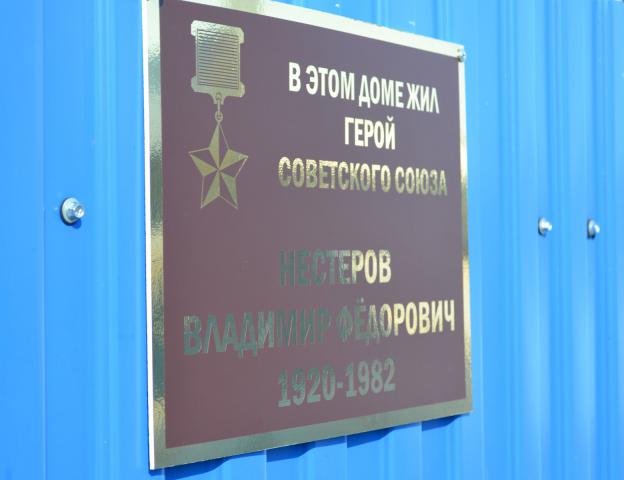 В ЭТОМ ДОМЕ ЖИЛ
ГЕРОЙ
СОВЕТСКОГО СОЮЗА
НЕСТЕРОВ
ВЛАДИМИР ФЁДОРОВИЧ
1920-1982